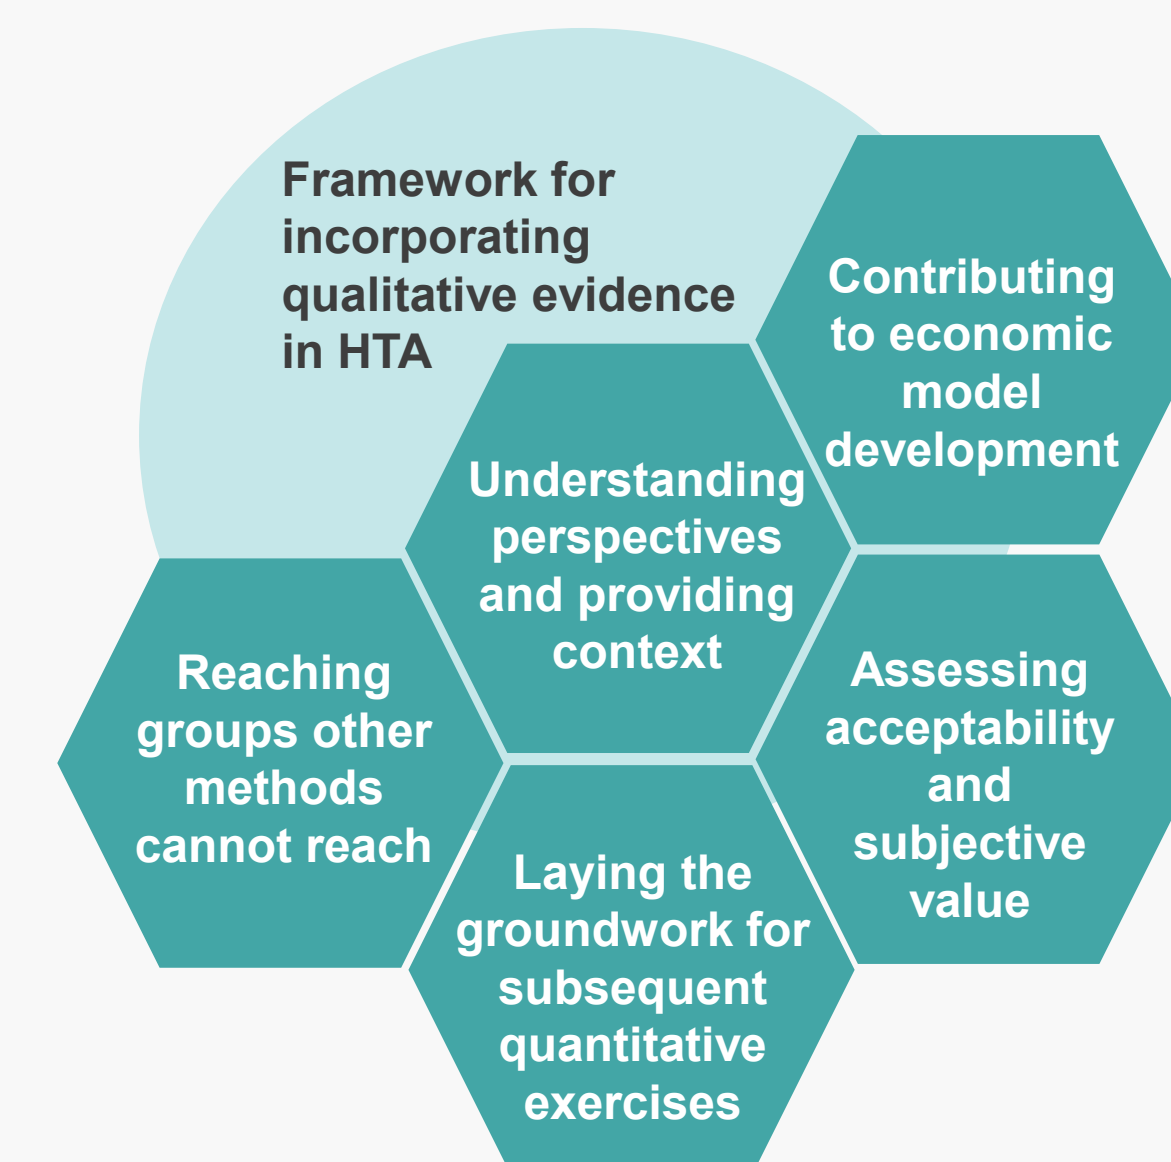 Framework for
incorporating
qualitative evidence
in HTA
Contributing
to economic
model
development
Understanding
perspectives
and providing
context
Reaching
groups other
methods
cannot reach
Assessing
acceptability
and
subjective
value
Laying the
groundwork for
subsequent
quantitative
exercises